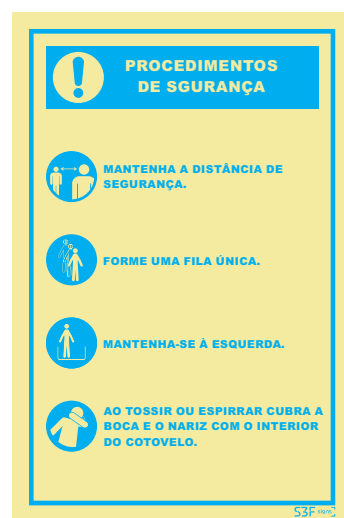 PROCEDIMENTOS
DE SGURANÇA
MANTENHA A DISTÂNCIA DE
SEGURANÇA.
FORME UMA FILA ÚNICA.
MANTENHA-SE À ESQUERDA.
AO TOSSIR OU ESPIRRAR CUBRA A
BOCA E O NARIZ COM O INTERIOR
DO COTOVELO.
S3F signs